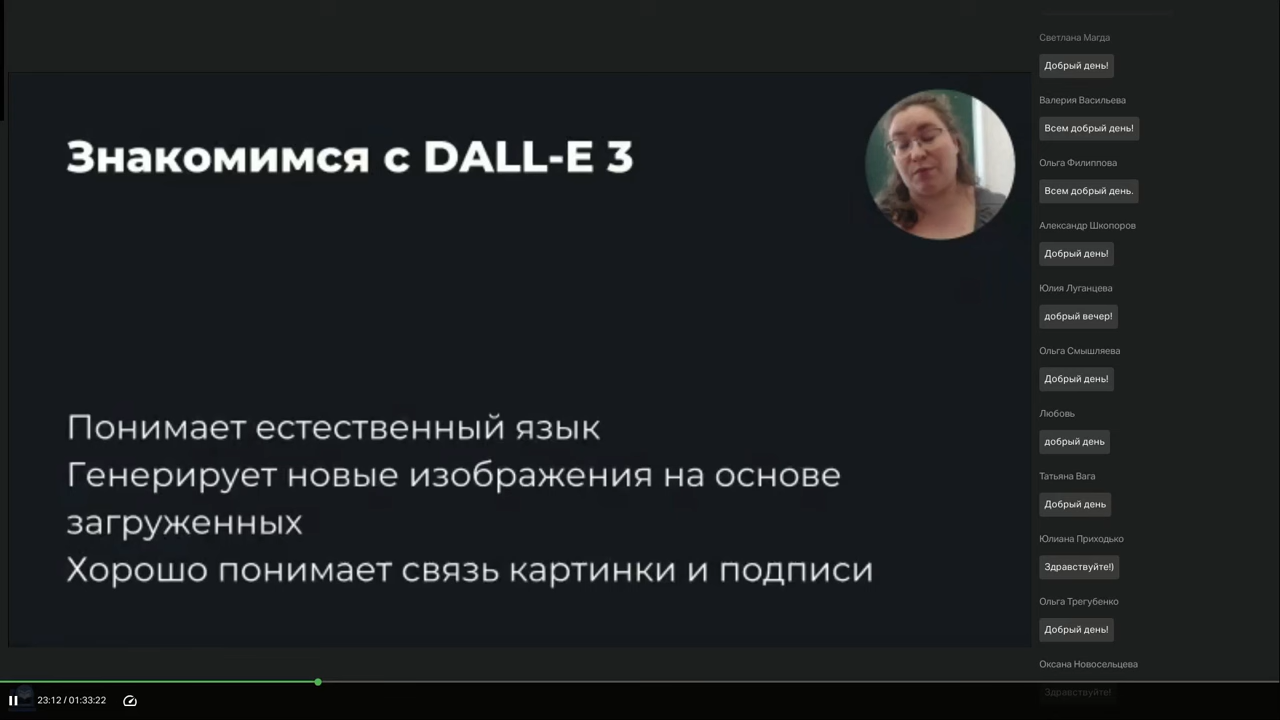 Знакомимся с DALL-E 3
Понимает естественный язык
Генерирует новые изображения на основе
загруженных
Хорошо понимает связь картинки и подписи
Светлана Магда
Добрый день!
Валерия Васильева
Всем добрый день!
Ольга Филиппова
Всем добрый день.
Александр Шкопоров
Добрый день!
Юлия Луганцева
добрый вечер!
Ольга Смышляева
Добрый день!
Любовь
добрый день
Татьяна Вага
Добрый день
Юлиана Приходько
Здравствуйте!)
Ольга Трегубенко
Добрый день!
Оксана Новосельцева
Здравствуйте!
23:12 / 01:33:22